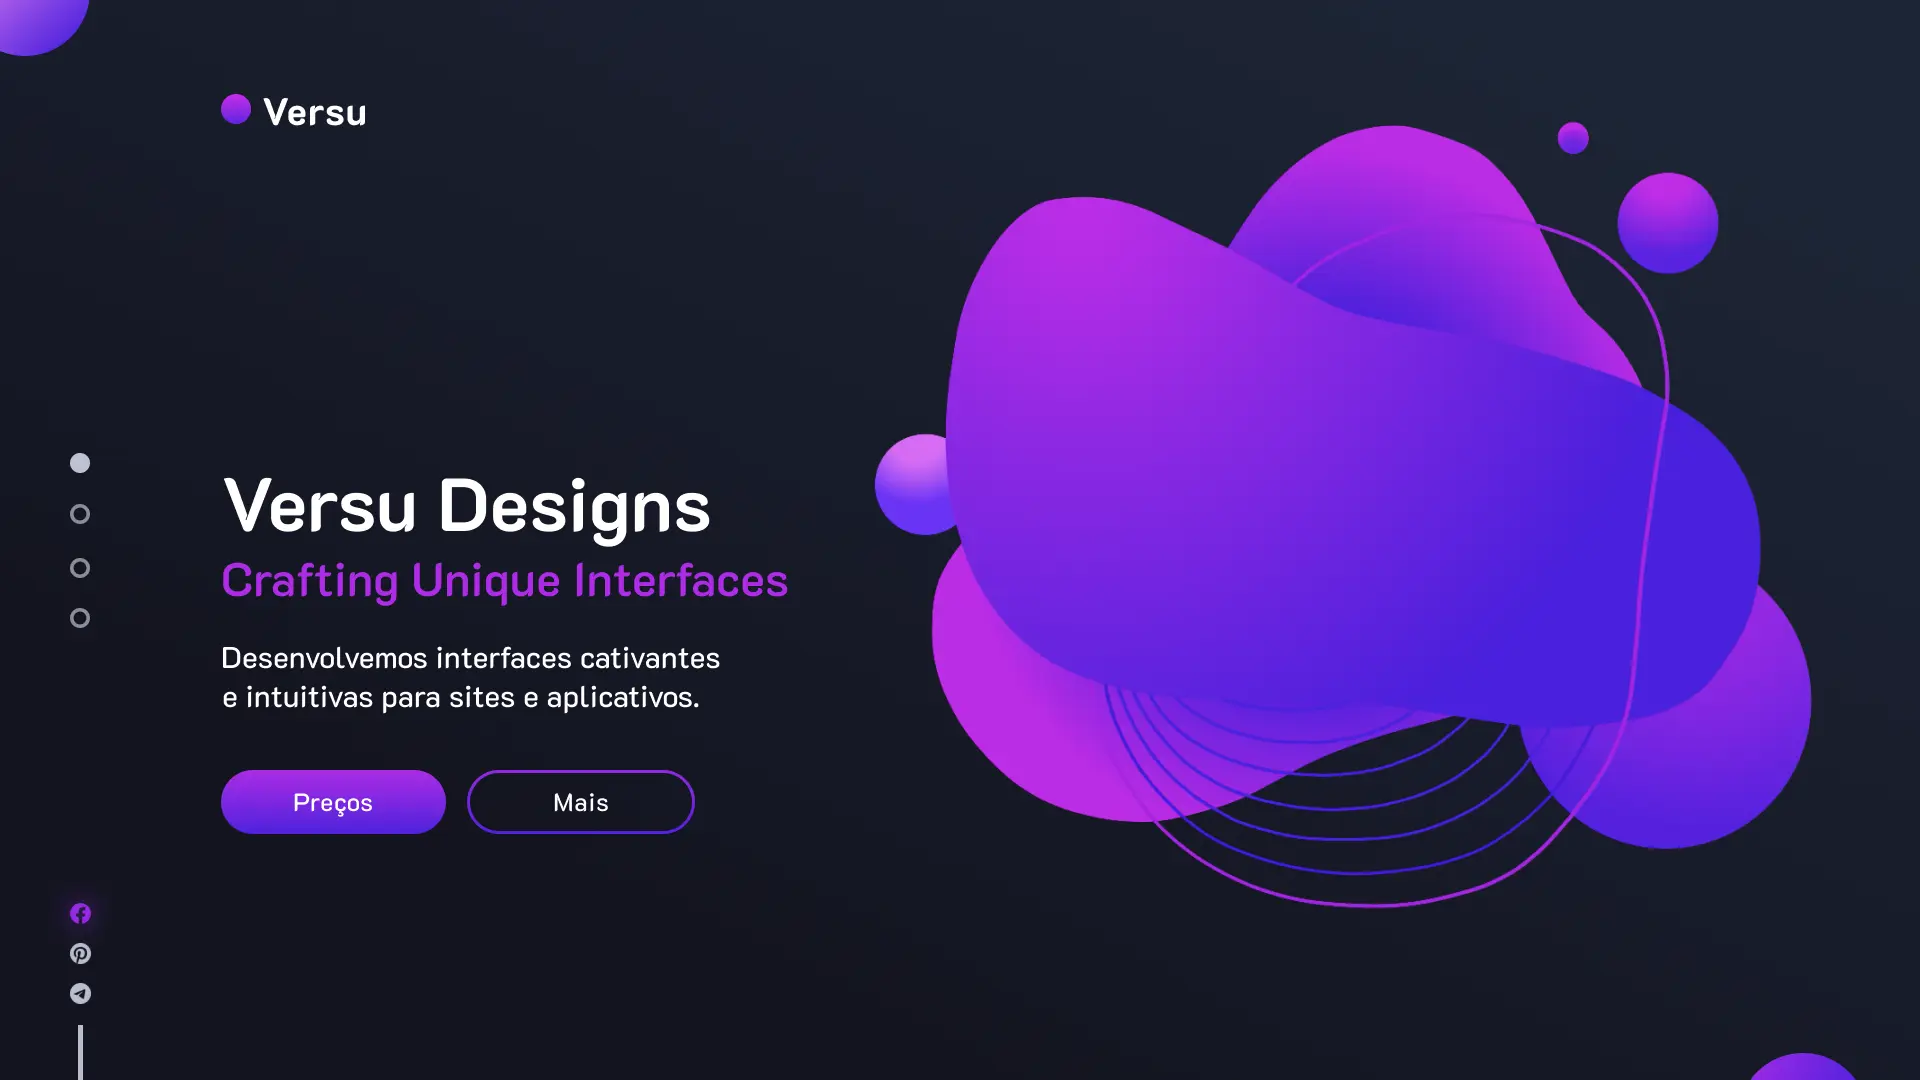 Versu
Versu Designs
Crafting Unique Interfaces
Desenvolvemos interfaces cativantes
e intuitivas para sites e aplicativos.
Preços
Mais